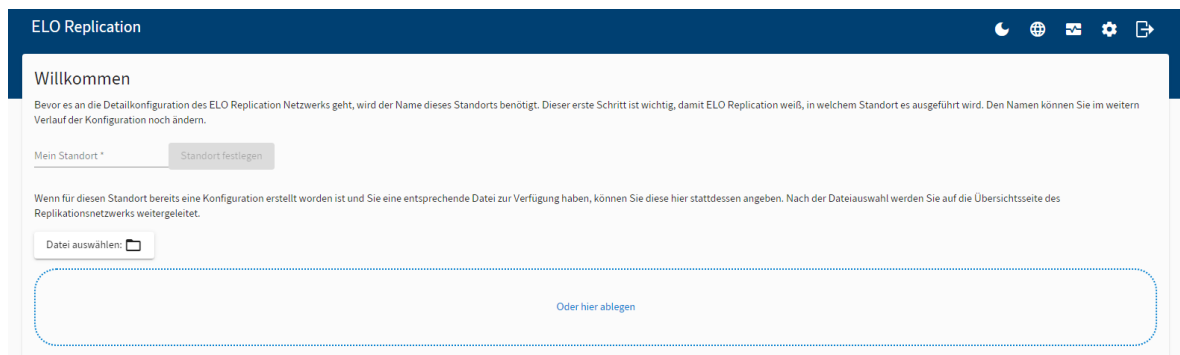 ELO Replication
Willkommen
Bevor es an die Detailkonfiguration des ELO Replication Netzwerks geht, wird der Name dieses Standorts benötigt. Dieser erste Schritt ist wichtig, damit ELO Replication weiß, in welchem Standort es ausgeführt wird. Den Namen können Sie im weitern
Verlauf der Konfiguration noch ändern.
Mein Standort *
Standort festlegen
Wenn für diesen Standort bereits eine Konfiguration erstellt worden ist und Sie eine entsprechende Datei zur Verfügung haben, können Sie diese hier stattdessen angeben. Nach der Dateiauswahl werden Sie auf die Übersichtsseite des
Replikationsnetzwerks weitergeleitet.
Datei auswählen:
Oder hier ablegen